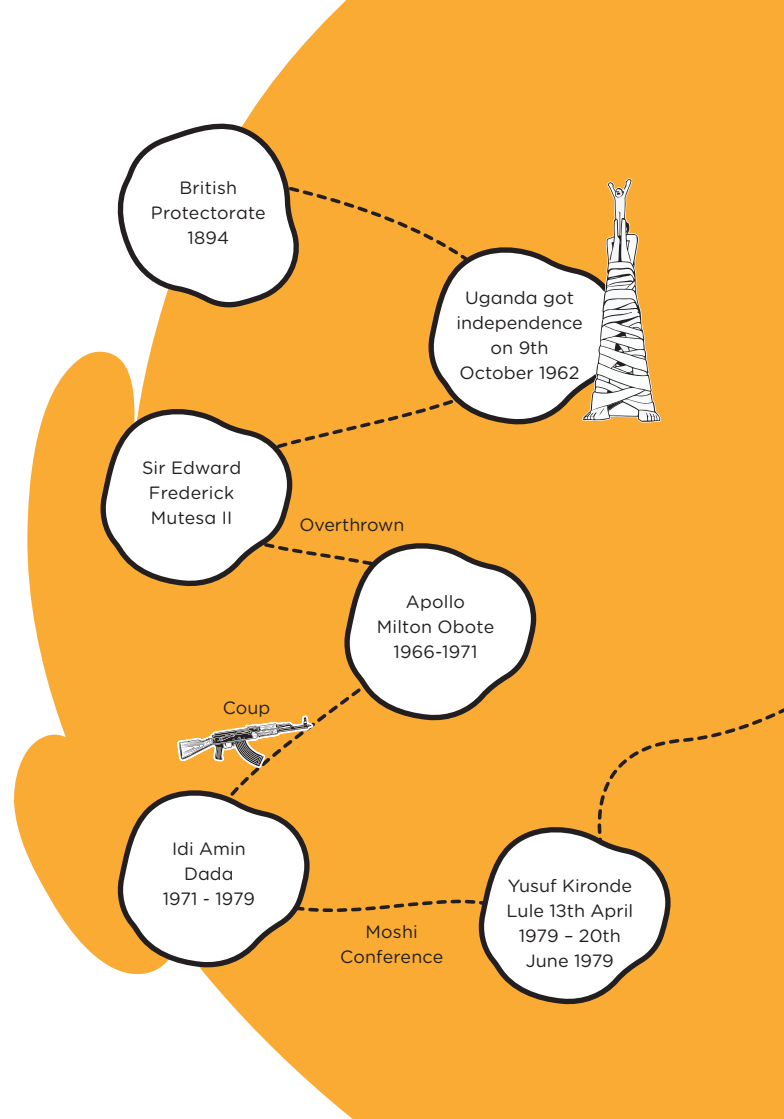 British
Protectorate
1894
Uganda got
independence
on 9th
October 1962
Sir Edward
Frederick
Mutesa II
Overthrown
Apollo
Milton Obote
1966-1971
Coup
Idi Amin
Dada
1971 - 1979
Moshi
Conference
Yusuf Kironde
Lule 13th April
1979 – 20th
June 1979